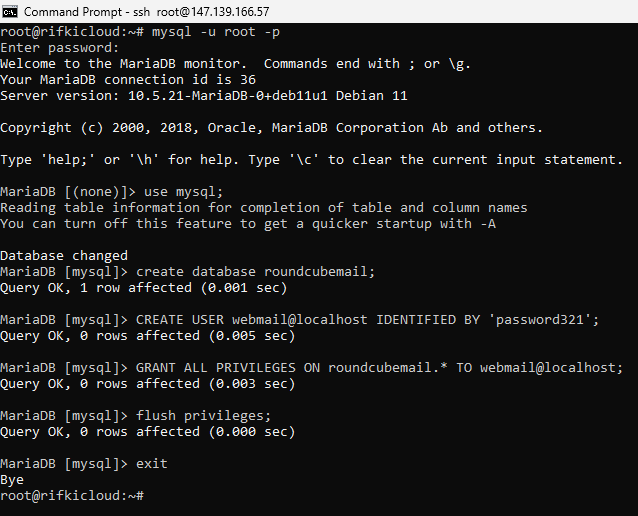 Command Prompt - ssh  root@147.139.166.57
root@rifkicloud:~# mysql -u root -p
Enter password:
Welcome to the MariaDB monitor.  Commands end with ; or \g.
Your MariaDB connection id is 36
Server version: 10.5.21-MariaDB-0+deb11u1 Debian 11
Copyright (c) 2000, 2018, Oracle, MariaDB Corporation Ab and others.
Type 'help;' or '\h' for help. Type '\c' to clear the current input statement.
MariaDB [(none)]> use mysql;
Reading table information for completion of table and column names
You can turn off this feature to get a quicker startup with -A
Database changed
MariaDB [mysql]> create database roundcubemail;
Query OK, 1 row affected (0.001 sec)
MariaDB [mysql]> CREATE USER webmail@localhost IDENTIFIED BY 'password321';
Query OK, 0 rows affected (0.005 sec)
MariaDB [mysql]> GRANT ALL PRIVILEGES ON roundcubemail.* TO webmail@localhost;
Query OK, 0 rows affected (0.003 sec)
MariaDB [mysql]> flush privileges;
Query OK, 0 rows affected (0.000 sec)
MariaDB [mysql]> exit
Bye
root@rifkicloud:~#